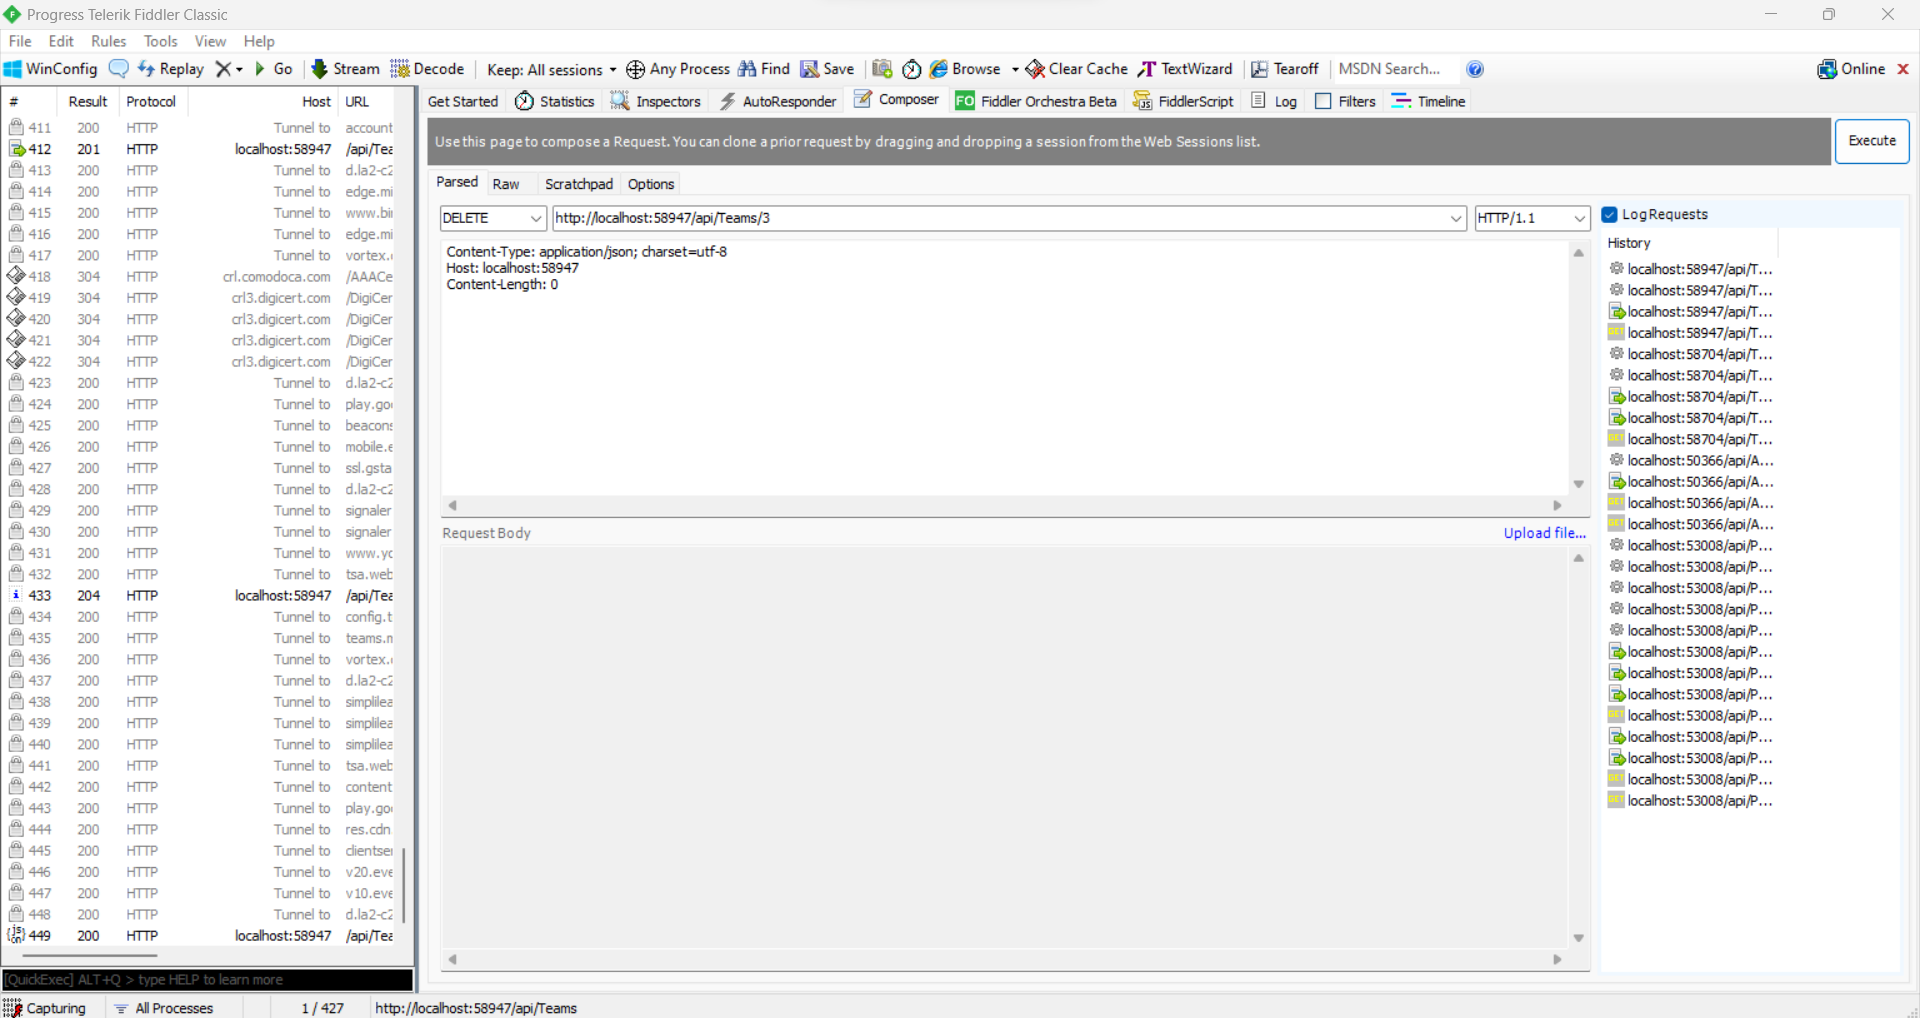 Progress Telerik Fiddler Classic
File Edit Rules Tools View Help
WinConfig Replay Go Stream Decode Keep: All sessions Any Process Find Save Browse Clear Cache TextWizard Tearoff MSDN Search... Online
# Result Protocol Host URL
Get Started Statistics Inspectors AutoResponder Composer Fiddler Orchestra Beta FiddlerScript Log Filters Timeline
411 200 HTTP Tunnel to account
412 201 HTTP localhost:58947 /api/Tea
413 200 HTTP Tunnel to d.la2-c2
414 200 HTTP Tunnel to edge.mi
415 200 HTTP Tunnel to www.bi
416 200 HTTP Tunnel to edge.mi
417 200 HTTP Tunnel to vortex.
418 304 HTTP crl.comodoca.com /AAACe
419 304 HTTP crl3.digicert.com /DigiCer
420 304 HTTP crl3.digicert.com /DigiCer
421 304 HTTP crl3.digicert.com /DigiCer
422 304 HTTP crl3.digicert.com /DigiCer
423 200 HTTP Tunnel to d.la2-c2
424 200 HTTP Tunnel to play.go
425 200 HTTP Tunnel to beacons
426 200 HTTP Tunnel to mobile.e
427 200 HTTP Tunnel to ssl.gsta
428 200 HTTP Tunnel to d.la2-c2
429 200 HTTP Tunnel to signaler
430 200 HTTP Tunnel to signaler
431 200 HTTP Tunnel to www.yo
432 200 HTTP Tunnel to tsa.web
433 204 HTTP localhost:58947 /api/Tea
434 200 HTTP Tunnel to config.t
435 200 HTTP Tunnel to teams.n
436 200 HTTP Tunnel to vortex.
437 200 HTTP Tunnel to d.la2-c2
438 200 HTTP Tunnel to simplilea
439 200 HTTP Tunnel to simplilea
440 200 HTTP Tunnel to simplilea
441 200 HTTP Tunnel to tsa.web
442 200 HTTP Tunnel to content
443 200 HTTP Tunnel to play.go
444 200 HTTP Tunnel to res.cdn
445 200 HTTP Tunnel to clientse
446 200 HTTP Tunnel to v20.eve
447 200 HTTP Tunnel to v10.eve
448 200 HTTP Tunnel to d.la2-c2
449 200 HTTP localhost:58947 /api/Tea
[QuickExec] ALT+Q > type HELP to learn more
Use this page to compose a Request. You can clone a prior request by dragging and dropping a session from the Web Sessions list.
Execute
Parsed Raw Scratchpad Options
DELETE http://localhost:58947/api/Teams/3 HTTP/1.1
Content-Type: application/json; charset=utf-8
Host: localhost:58947
Content-Length: 0
Request Body Upload file...
Log Requests
History
localhost:58947/api/T...
localhost:58947/api/T...
localhost:58947/api/T...
GET localhost:58947/api/T...
localhost:58704/api/T...
localhost:58704/api/T...
localhost:58704/api/T...
localhost:58704/api/T...
GET localhost:58704/api/T...
localhost:50366/api/A...
localhost:50366/api/A...
GET localhost:50366/api/A...
GET localhost:50366/api/A...
localhost:53008/api/P...
localhost:53008/api/P...
localhost:53008/api/P...
localhost:53008/api/P...
localhost:53008/api/P...
localhost:53008/api/P...
localhost:53008/api/P...
localhost:53008/api/P...
GET localhost:53008/api/P...
localhost:53008/api/P...
localhost:53008/api/P...
GET localhost:53008/api/P...
GET localhost:53008/api/P...
Capturing All Processes 1 / 427 http://localhost:58947/api/Teams